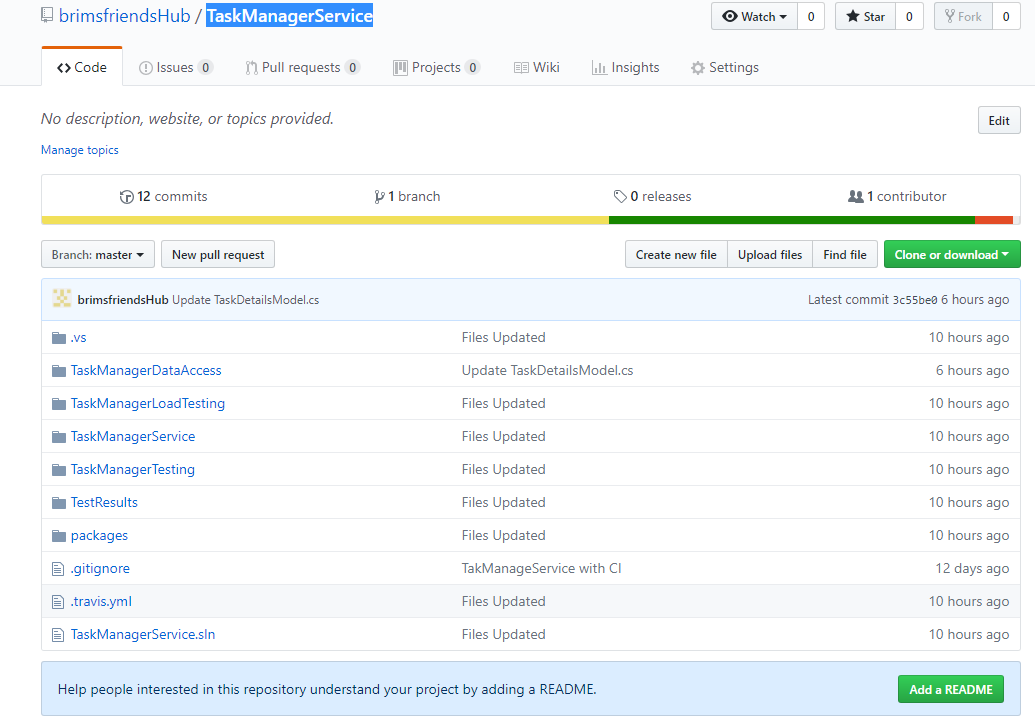 brimsfriendsHub / TaskManagerService Watch 0 Star 0 Fork 0
Code Issues 0 Pull requests 0 Projects 0 Wiki Insights Settings
No description, website, or topics provided. Edit
Manage topics
12 commits 1 branch 0 releases 1 contributor
Branch: master New pull request Create new file Upload files Find file Clone or download
brimsfriendsHub Update TaskDetailsModel.cs Latest commit 3c55be0 6 hours ago
.vs Files Updated 10 hours ago
TaskManagerDataAccess Update TaskDetailsModel.cs 6 hours ago
TaskManagerLoadTesting Files Updated 10 hours ago
TaskManagerService Files Updated 10 hours ago
TaskManagerTesting Files Updated 10 hours ago
TestResults Files Updated 10 hours ago
packages Files Updated 10 hours ago
.gitignore TakManageService with CI 12 days ago
.travis.yml Files Updated 10 hours ago
TaskManagerService.sln Files Updated 10 hours ago
Help people interested in this repository understand your project by adding a README. Add a README